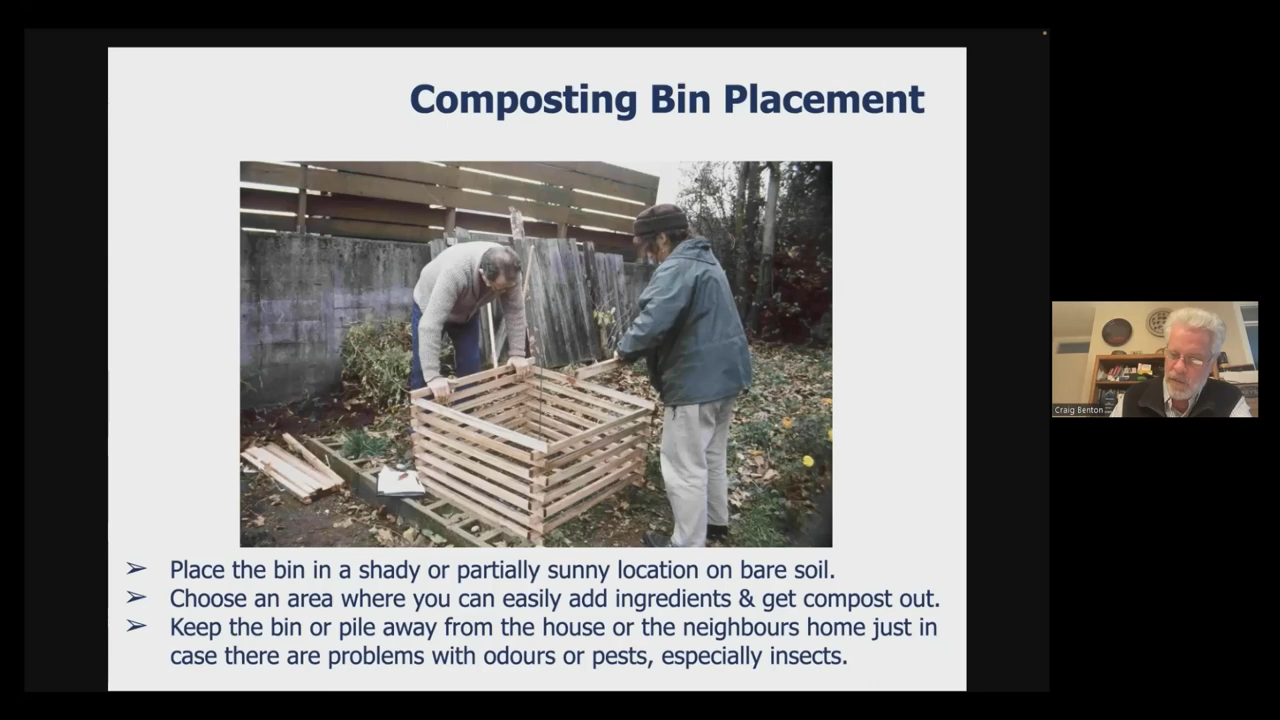 Composting Bin Placement
➢ Place the bin in a shady or partially sunny location on bare soil.
➢ Choose an area where you can easily add ingredients & get compost out.
➢ Keep the bin or pile away from the house or the neighbours home just in
case there are problems with odours or pests, especially insects.
Craig Benton